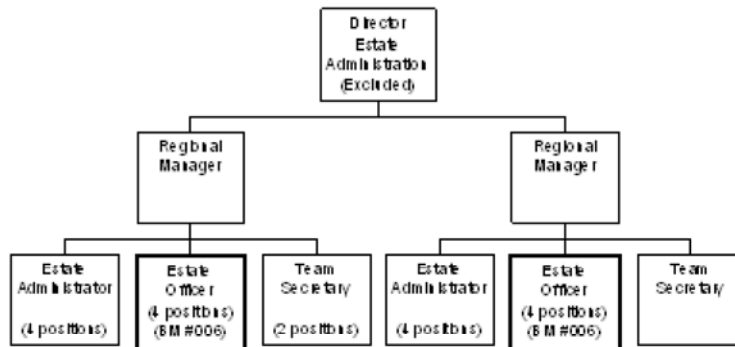 Director
Estate
Administration
(Excluded)
Regional
Manager
Regional
Manager
Estate
Administrator
(4 positions)
Estate
Officer
(4 positions)
(BM #006)
Team
Secretary
(2 positions)
Estate
Administrator
(4 positions)
Estate
Officer
(4 positions)
(BM #006)
Team
Secretary